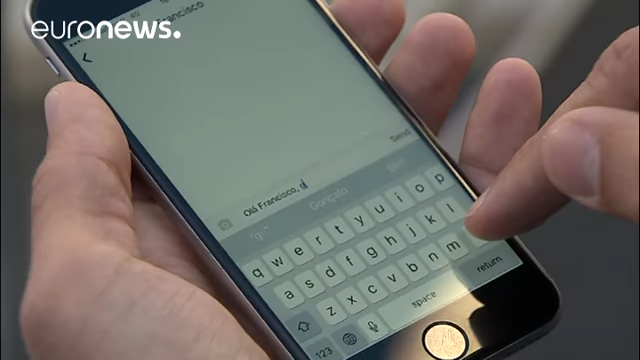 euronews.
Francisco
Send
Olá Francisco, g
"g" Gonçalo
q w e r t y u i o p
a s d f g h j k l
z x c v b n m
123 space return